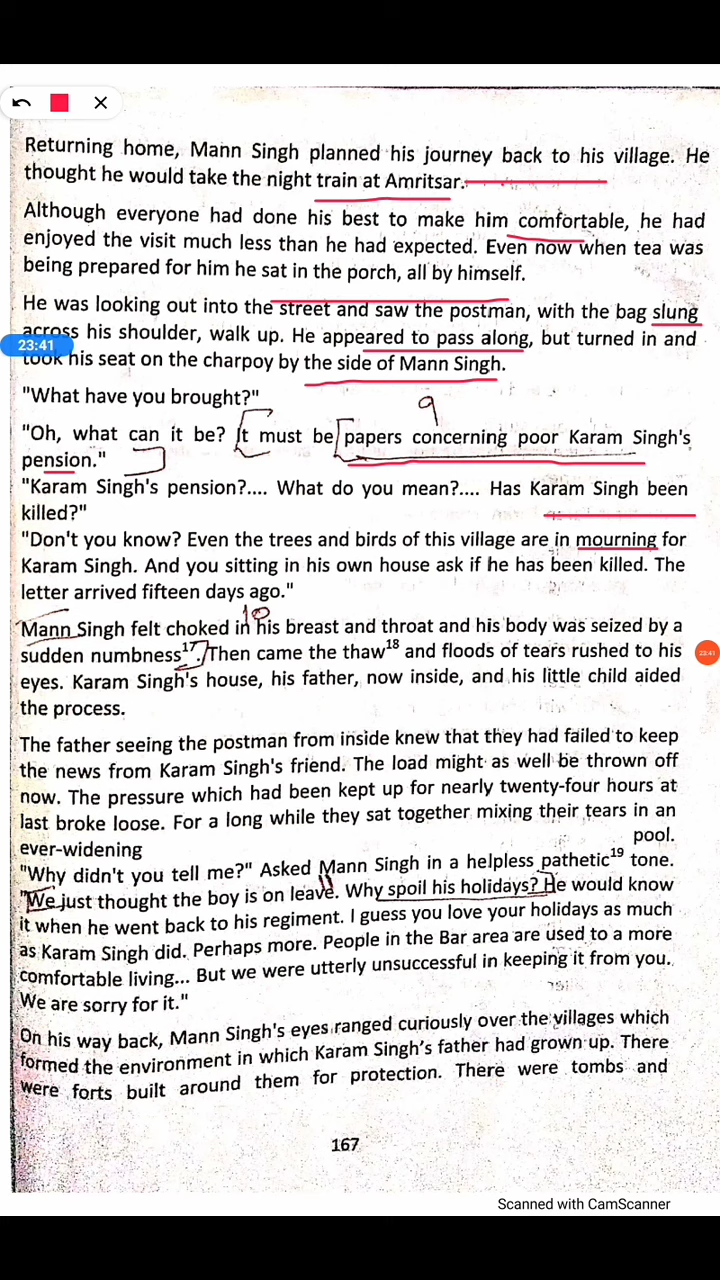 Returning home, Mann Singh planned his journey back to his village. He
thought he would take the night train at Amritsar.
Although everyone had done his best to make him comfortable, he had
enjoyed the visit much less than he had expected. Even now when tea was
being prepared for him he sat in the porch, all by himself.
He was looking out into the street and saw the postman, with the bag slung
across his shoulder, walk up. He appeared to pass along, but turned in and
23:41
took his seat on the charpoy by the side of Mann Singh.
"What have you brought?"
9
"Oh, what can it be? It must be papers concerning poor Karam Singh's
pension."
"Karam Singh's pension?.... What do you mean?.... Has Karam Singh been
killed?"
"Don't you know? Even the trees and birds of this village are in mourning for
Karam Singh. And you sitting in his own house ask if he has been killed. The
letter arrived fifteen days ago."
10
Mann Singh felt choked in his breast and throat and his body was seized by a
sudden numbness17. Then came the thaw18 and floods of tears rushed to his
23:41
eyes. Karam Singh's house, his father, now inside, and his little child aided
the process.
The father seeing the postman from inside knew that they had failed to keep
the news from Karam Singh's friend. The load might as well be thrown off
now. The pressure which had been kept up for nearly twenty-four hours at
last broke loose. For a long while they sat together mixing their tears in an
ever-widening pool.
"Why didn't you tell me?" Asked Mann Singh in a helpless pathetic19 tone.
11
"We just thought the boy is on leave. Why spoil his holidays? He would know
it when he went back to his regiment. I guess you love your holidays as much
as Karam Singh did. Perhaps more. People in the Bar area are used to a more
comfortable living... But we were utterly unsuccessful in keeping it from you.
We are sorry for it."
On his way back, Mann Singh's eyes ranged curiously over the villages which
formed the environment in which Karam Singh's father had grown up. There
were forts built around them for protection. There were tombs and
167
Scanned with CamScanner